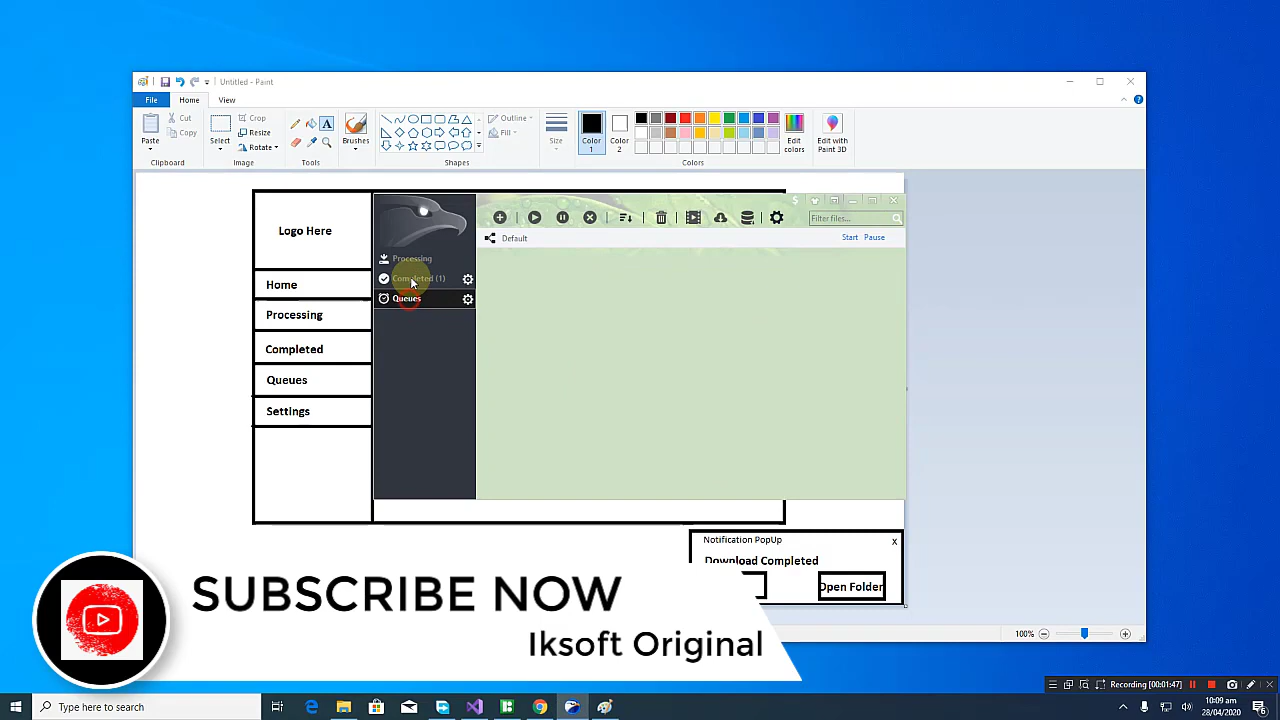 Untitled - Paint
File Home View
Paste
Cut
Copy
Clipboard
Select
Crop
Resize
Rotate
Image
Tools
Brushes
Shapes
Outline
Fill
Size
Color 1
Color 2
Colors
Edit colors
Edit with Paint 3D
Logo Here
Home
Processing
Completed
Queues
Settings
Processing
Completed (1)
Queues
Filter files...
Default
Start Pause
Notification PopUp
X
Download Completed
Open Folder
100%
SUBSCRIBE NOW
Iksoft Original
Recording [00:01:47]
Type here to search
10:09 am
28/04/2020
6